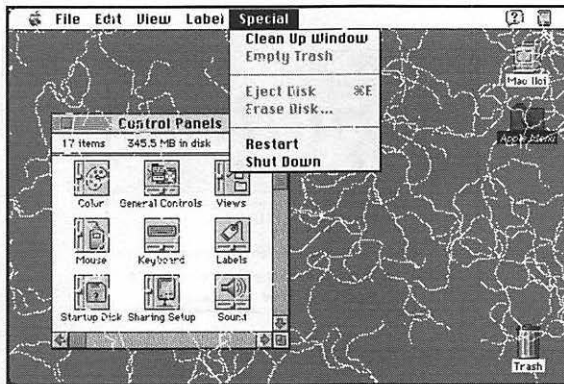 File Edit View Label Special
Clean Up Window
Empty Trash
Eject Disk ⌘E
Erase Disk...
Restart
Shut Down
Mac IIci
Control Panels
17 items 345.5 MB in disk
Color General Controls Views
Mouse Keyboard Labels
Startup Disk Sharing Setup Sound
Trash